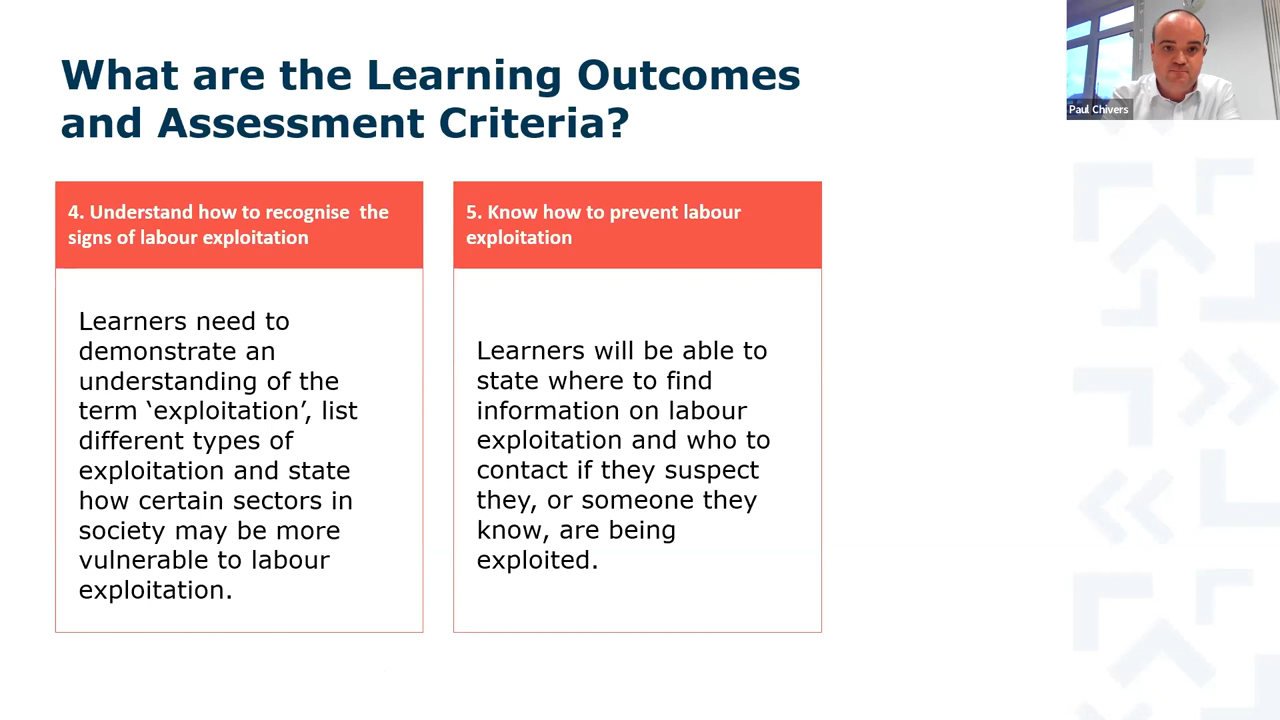 What are the Learning Outcomes
and Assessment Criteria?
Paul Chivers
4. Understand how to recognise  the
signs of labour exploitation
Learners need to
demonstrate an
understanding of the
term ‘exploitation’, list
different types of
exploitation and state
how certain sectors in
society may be more
vulnerable to labour
exploitation.
5. Know how to prevent labour
exploitation
Learners will be able to
state where to find
information on labour
exploitation and who to
contact if they suspect
they, or someone they
know, are being
exploited.